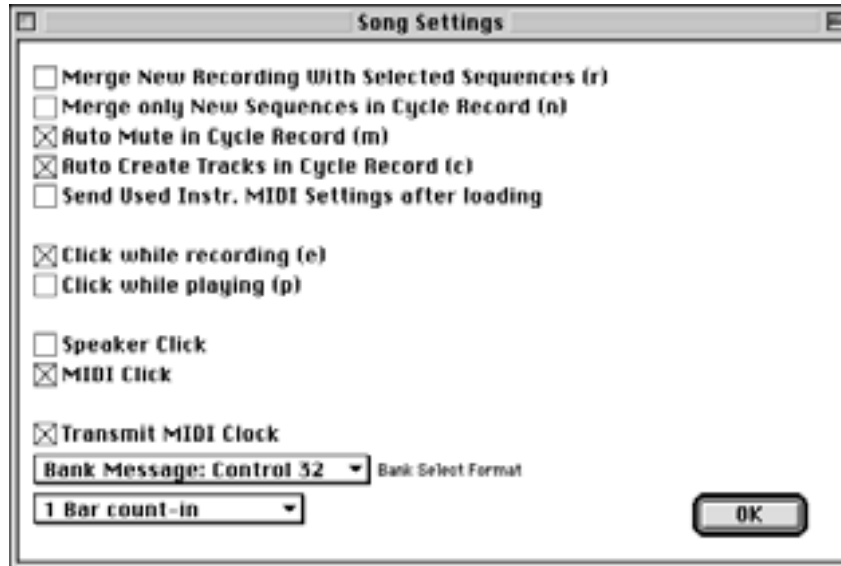 Song Settings
Merge New Recording With Selected Sequences (r)
Merge only New Sequences in Cycle Record (n)
Auto Mute in Cycle Record (m)
Auto Create Tracks in Cycle Record (c)
Send Used Instr. MIDI Settings after loading
Click while recording (e)
Click while playing (p)
Speaker Click
MIDI Click
Transmit MIDI Clock
Bank Message: Control 32 Bank Select Format
1 Bar count-in
OK